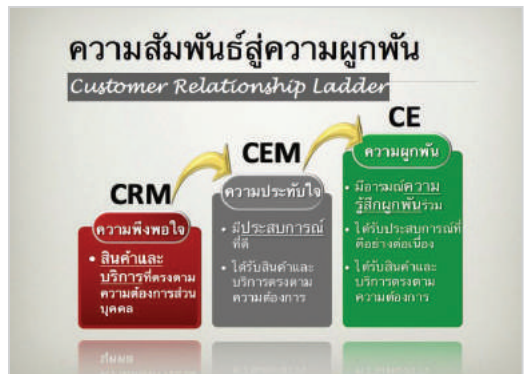 ความสัมพันธ์สู่ความผูกพัน
Customer Relationship Ladder
CRM
ความพึงพอใจ
• สินค้าและ
บริการที่ตรงตาม
ความต้องการส่วน
บุคคล
CEM
ความประทับใจ
• มีประสบการณ์
ที่ดี
• ได้รับสินค้าและ
บริการตรงตาม
ความต้องการ
CE
ความผูกพัน
• มีอารมณ์ความ
รู้สึกผูกพันร่วม
• ได้รับประสบการณ์ที่
ดีอย่างต่อเนื่อง
• ได้รับสินค้าและ
บริการตรงตาม
ความต้องการ